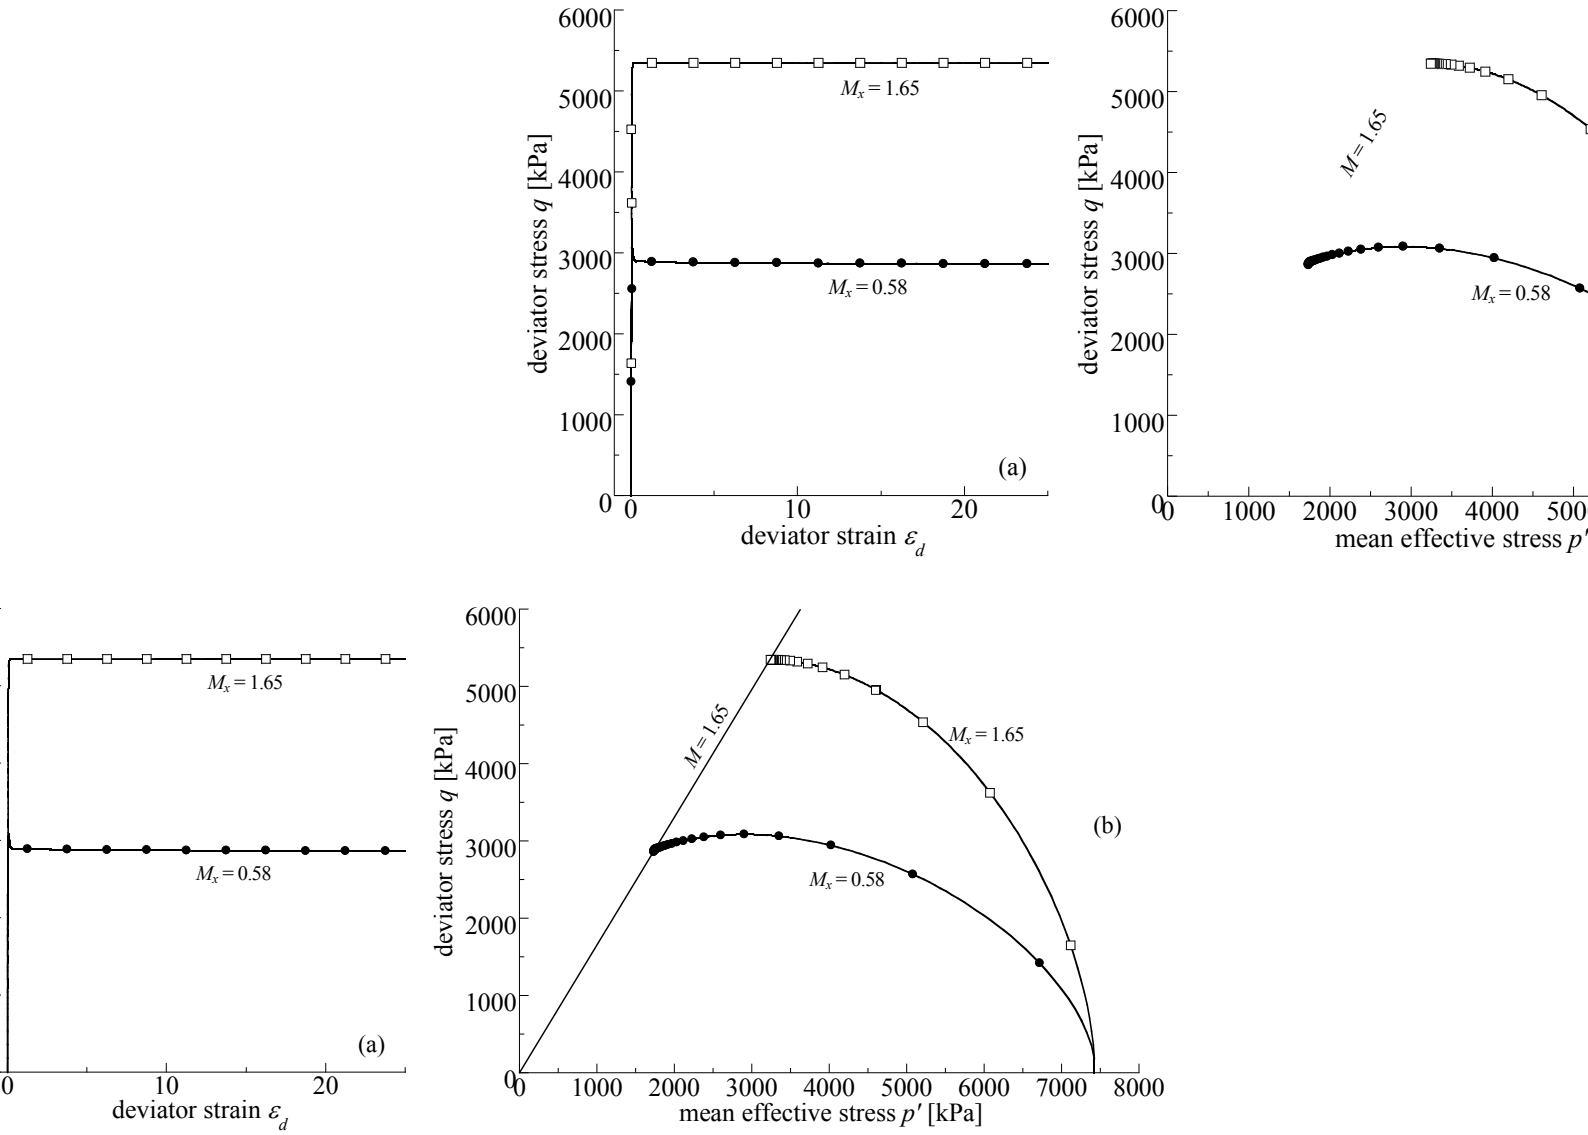 6000
5000
4000
3000
2000
1000
0
deviator stress q [kPa]
Mx = 1.65
Mx = 0.58
(a)
0 10 20
deviator strain εd
6000
5000
4000
3000
2000
1000
0
deviator stress q [kPa]
M = 1.65
Mx = 0.58
0 1000 2000 3000 4000 500
mean effective stress p'
Mx = 1.65
Mx = 0.58
(a)
0 10 20
deviator strain εd
6000
5000
4000
3000
2000
1000
0
deviator stress q [kPa]
M = 1.65
Mx = 1.65
Mx = 0.58
(b)
0 1000 2000 3000 4000 5000 6000 7000 8000
mean effective stress p' [kPa]